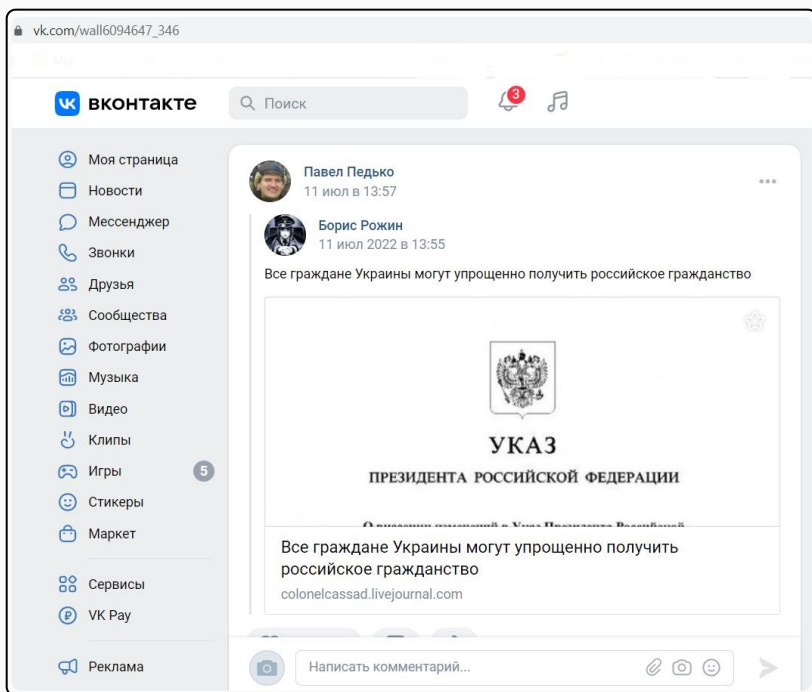 vk.com/wall6094647_346
вконтакте
Поиск
3
Моя страница
Новости
Мессенджер
Звонки
Друзья
Сообщества
Фотографии
Музыка
Видео
Клипы
Игры 5
Стикеры
Маркет
Сервисы
VK Pay
Реклама
Павел Педько
11 июл в 13:57
Борис Рожин
11 июл 2022 в 13:55
Все граждане Украины могут упрощенно получить российское гражданство
УКАЗ
ПРЕЗИДЕНТА РОССИЙСКОЙ ФЕДЕРАЦИИ
Все граждане Украины могут упрощенно получить
российское гражданство
colonelcassad.livejournal.com
Написать комментарий...